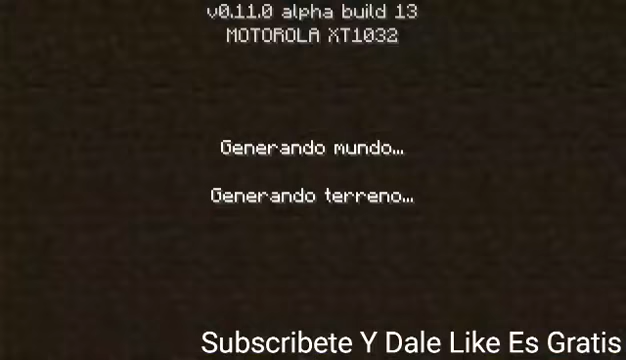 v0.11.0 alpha build 13
MOTOROLA XT1032
Generando mundo...
Generando terreno...
Subscribete Y Dale Like Es Gratis